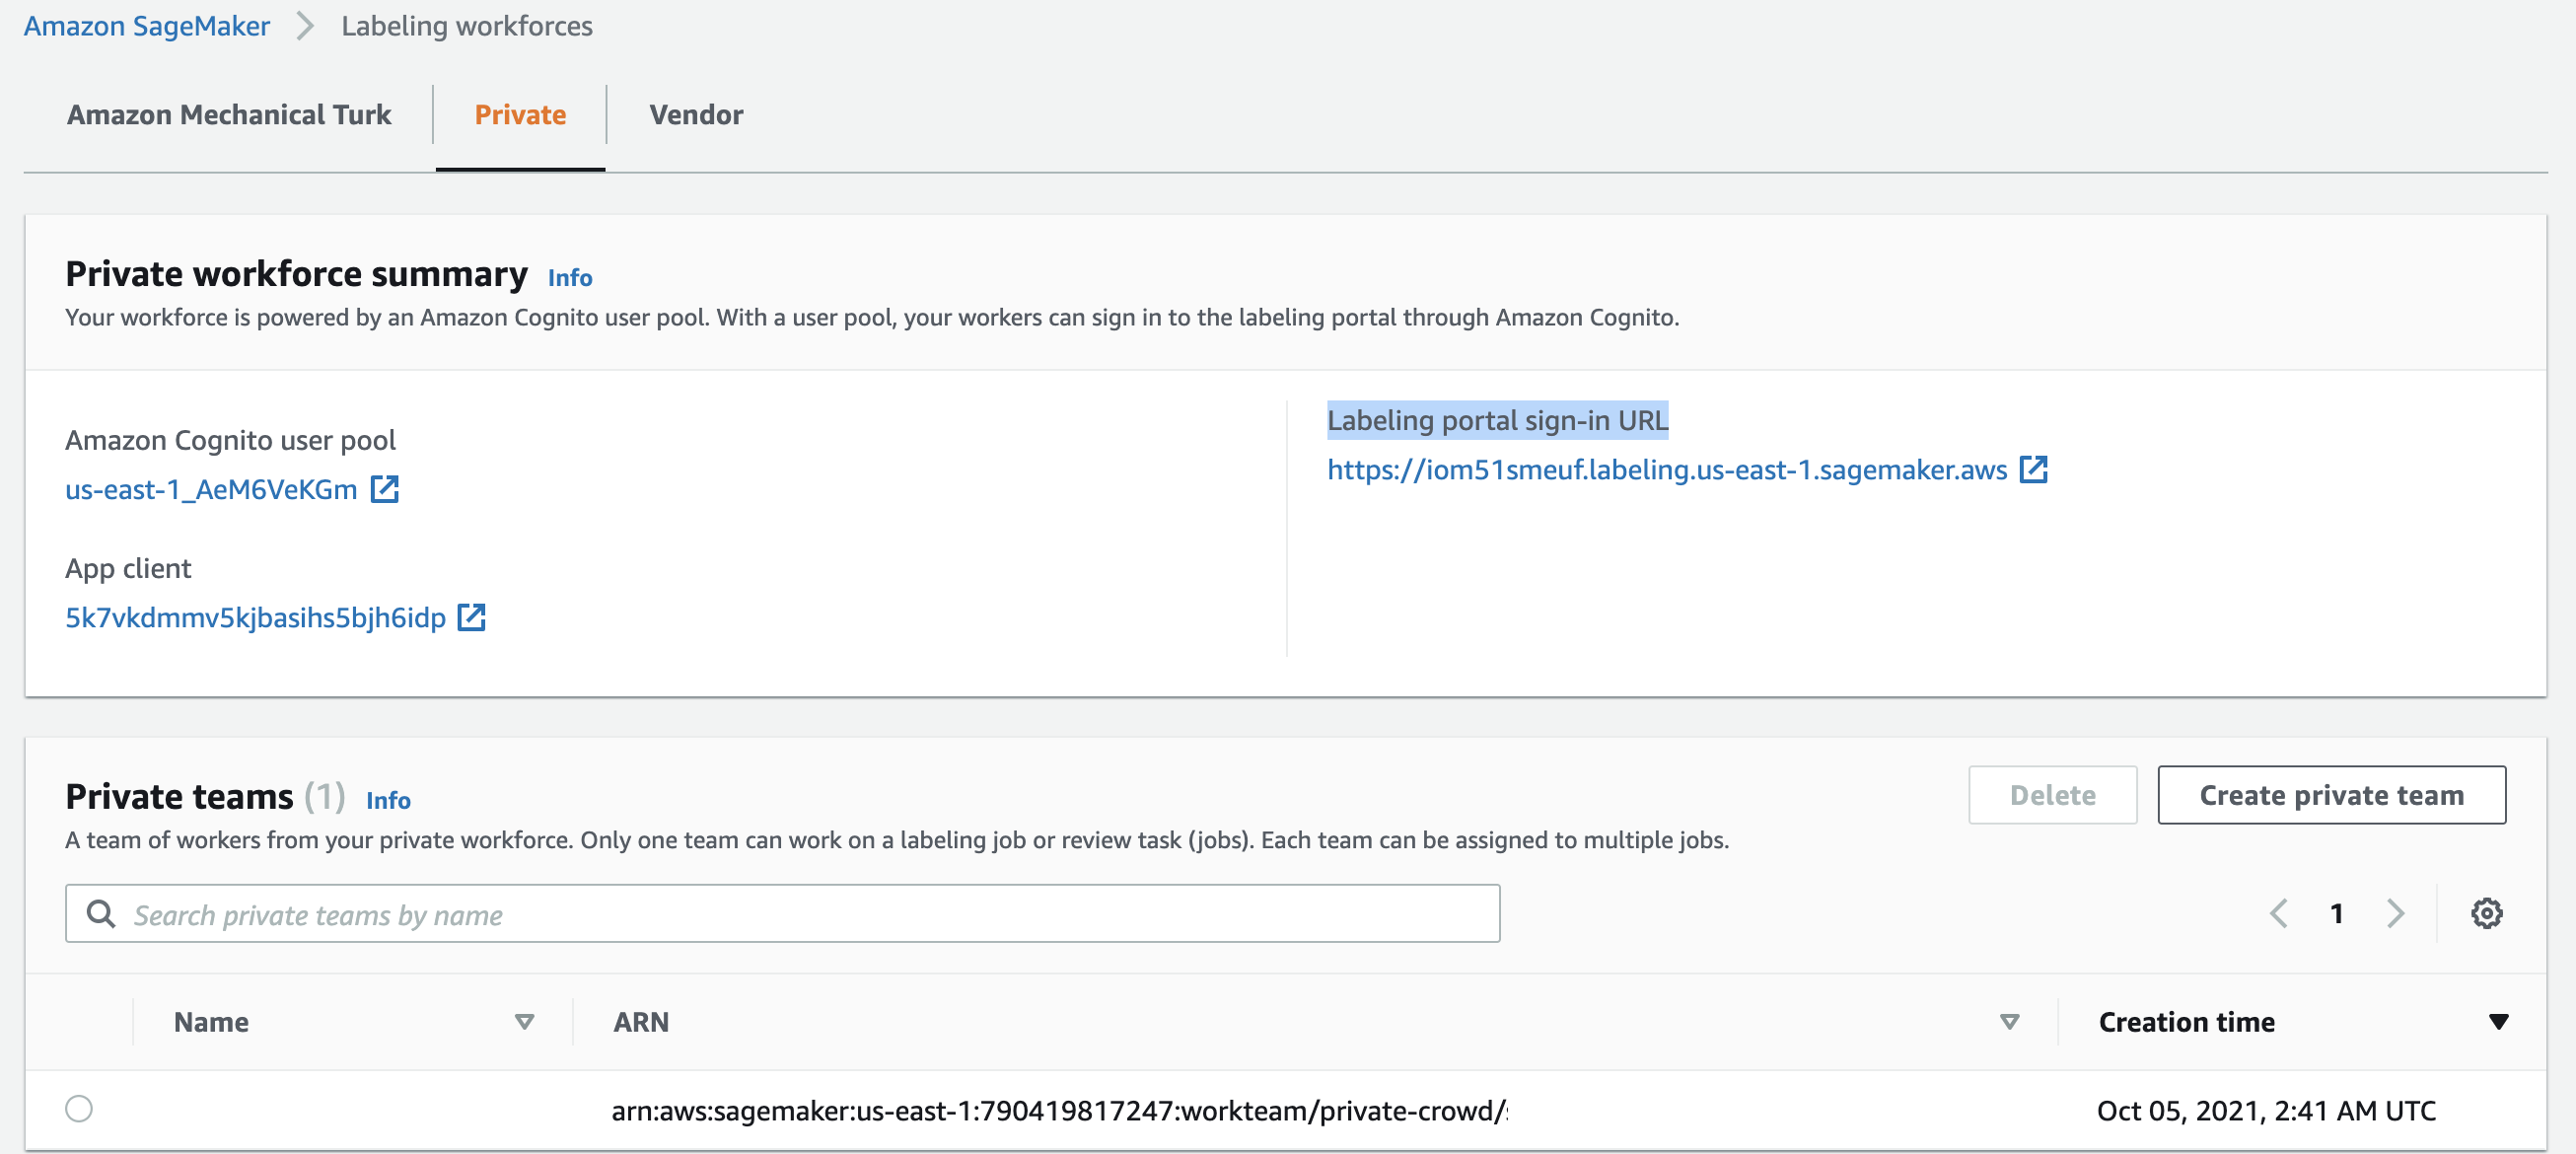 Amazon SageMaker > Labeling workforces
Amazon Mechanical Turk Private Vendor
Private workforce summary Info
Your workforce is powered by an Amazon Cognito user pool. With a user pool, your workers can sign in to the labeling portal through Amazon Cognito.
Amazon Cognito user pool
us-east-1_AeM6VeKGm
App client
5k7vkdmmv5kjbasihs5bjh6idp
Labeling portal sign-in URL
https://iom51smeuf.labeling.us-east-1.sagemaker.aws
Private teams (1) Info
Delete Create private team
A team of workers from your private workforce. Only one team can work on a labeling job or review task (jobs). Each team can be assigned to multiple jobs.
Search private teams by name
1
Name ARN Creation time
arn:aws:sagemaker:us-east-1:790419817247:workteam/private-crowd/ Oct 05, 2021, 2:41 AM UTC